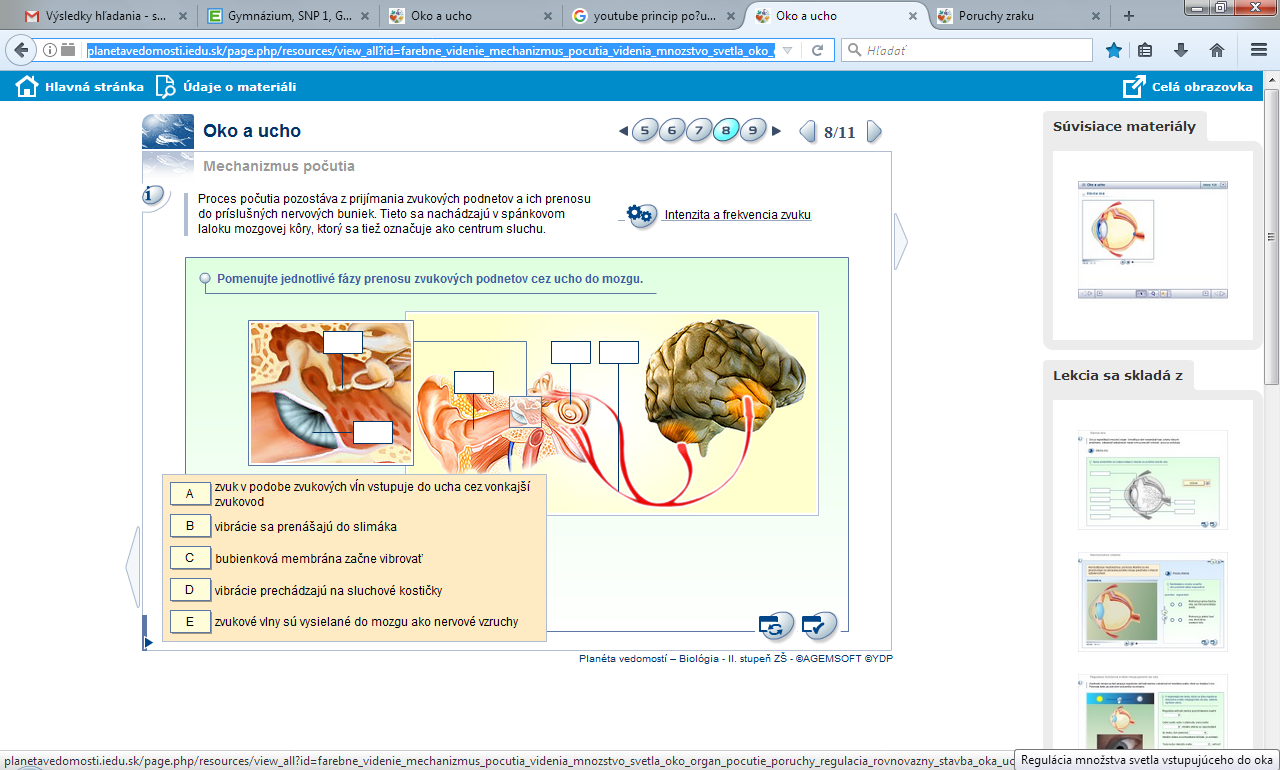 Výsledky hľadania - s...
Gymnázium, SNP 1, G...
Oko a ucho
youtube princip po?u...
Oko a ucho
Poruchy zraku
planetavedomosti.iedu.sk/page.php/resources/view_all?id=farebne_videnie_mechanizmus_pocutia_videnia_mnozstvo_svetla_oko_
Hľadať
Hlavná stránka
Údaje o materiáli
Celá obrazovka
Oko a ucho
5 6 7 8 9
8/11
Mechanizmus počutia
Proces počutia pozostáva z prijímania zvukových podnetov a ich prenosu
do príslušných nervových buniek. Tieto sa nachádzajú v spánkovom
laloku mozgovej kôry, ktorý sa tiež označuje ako centrum sluchu.
Intenzita a frekvencia zvuku
Pomenujte jednotlivé fázy prenosu zvukových podnetov cez ucho do mozgu.
A zvuk v podobe zvukových vĺn vstupuje do ucha cez vonkajší
zvukovod
B vibrácie sa prenášajú do slimáka
C bubienková membrána začne vibrovať
D vibrácie prechádzajú na sluchové kostičky
E zvukové vlny sú vysielané do mozgu ako nervové vzruchy
Planéta vedomostí – Biológia - II. stupeň ZŠ - ©AGEMSOFT ©YDP
Súvisiace materiály
Oko a ucho
Lekcia sa skladá z
planetavedomosti.iedu.sk/page.php/resources/view_all?id=farebne_videnie_mechanizmus_pocutia_videnia_mnozstvo_svetla_oko_organ_pocutie_poruchy_regulacia_rovnovazny_stavba_oka_uc
Regulácia množstva svetla vstupujúceho do oka